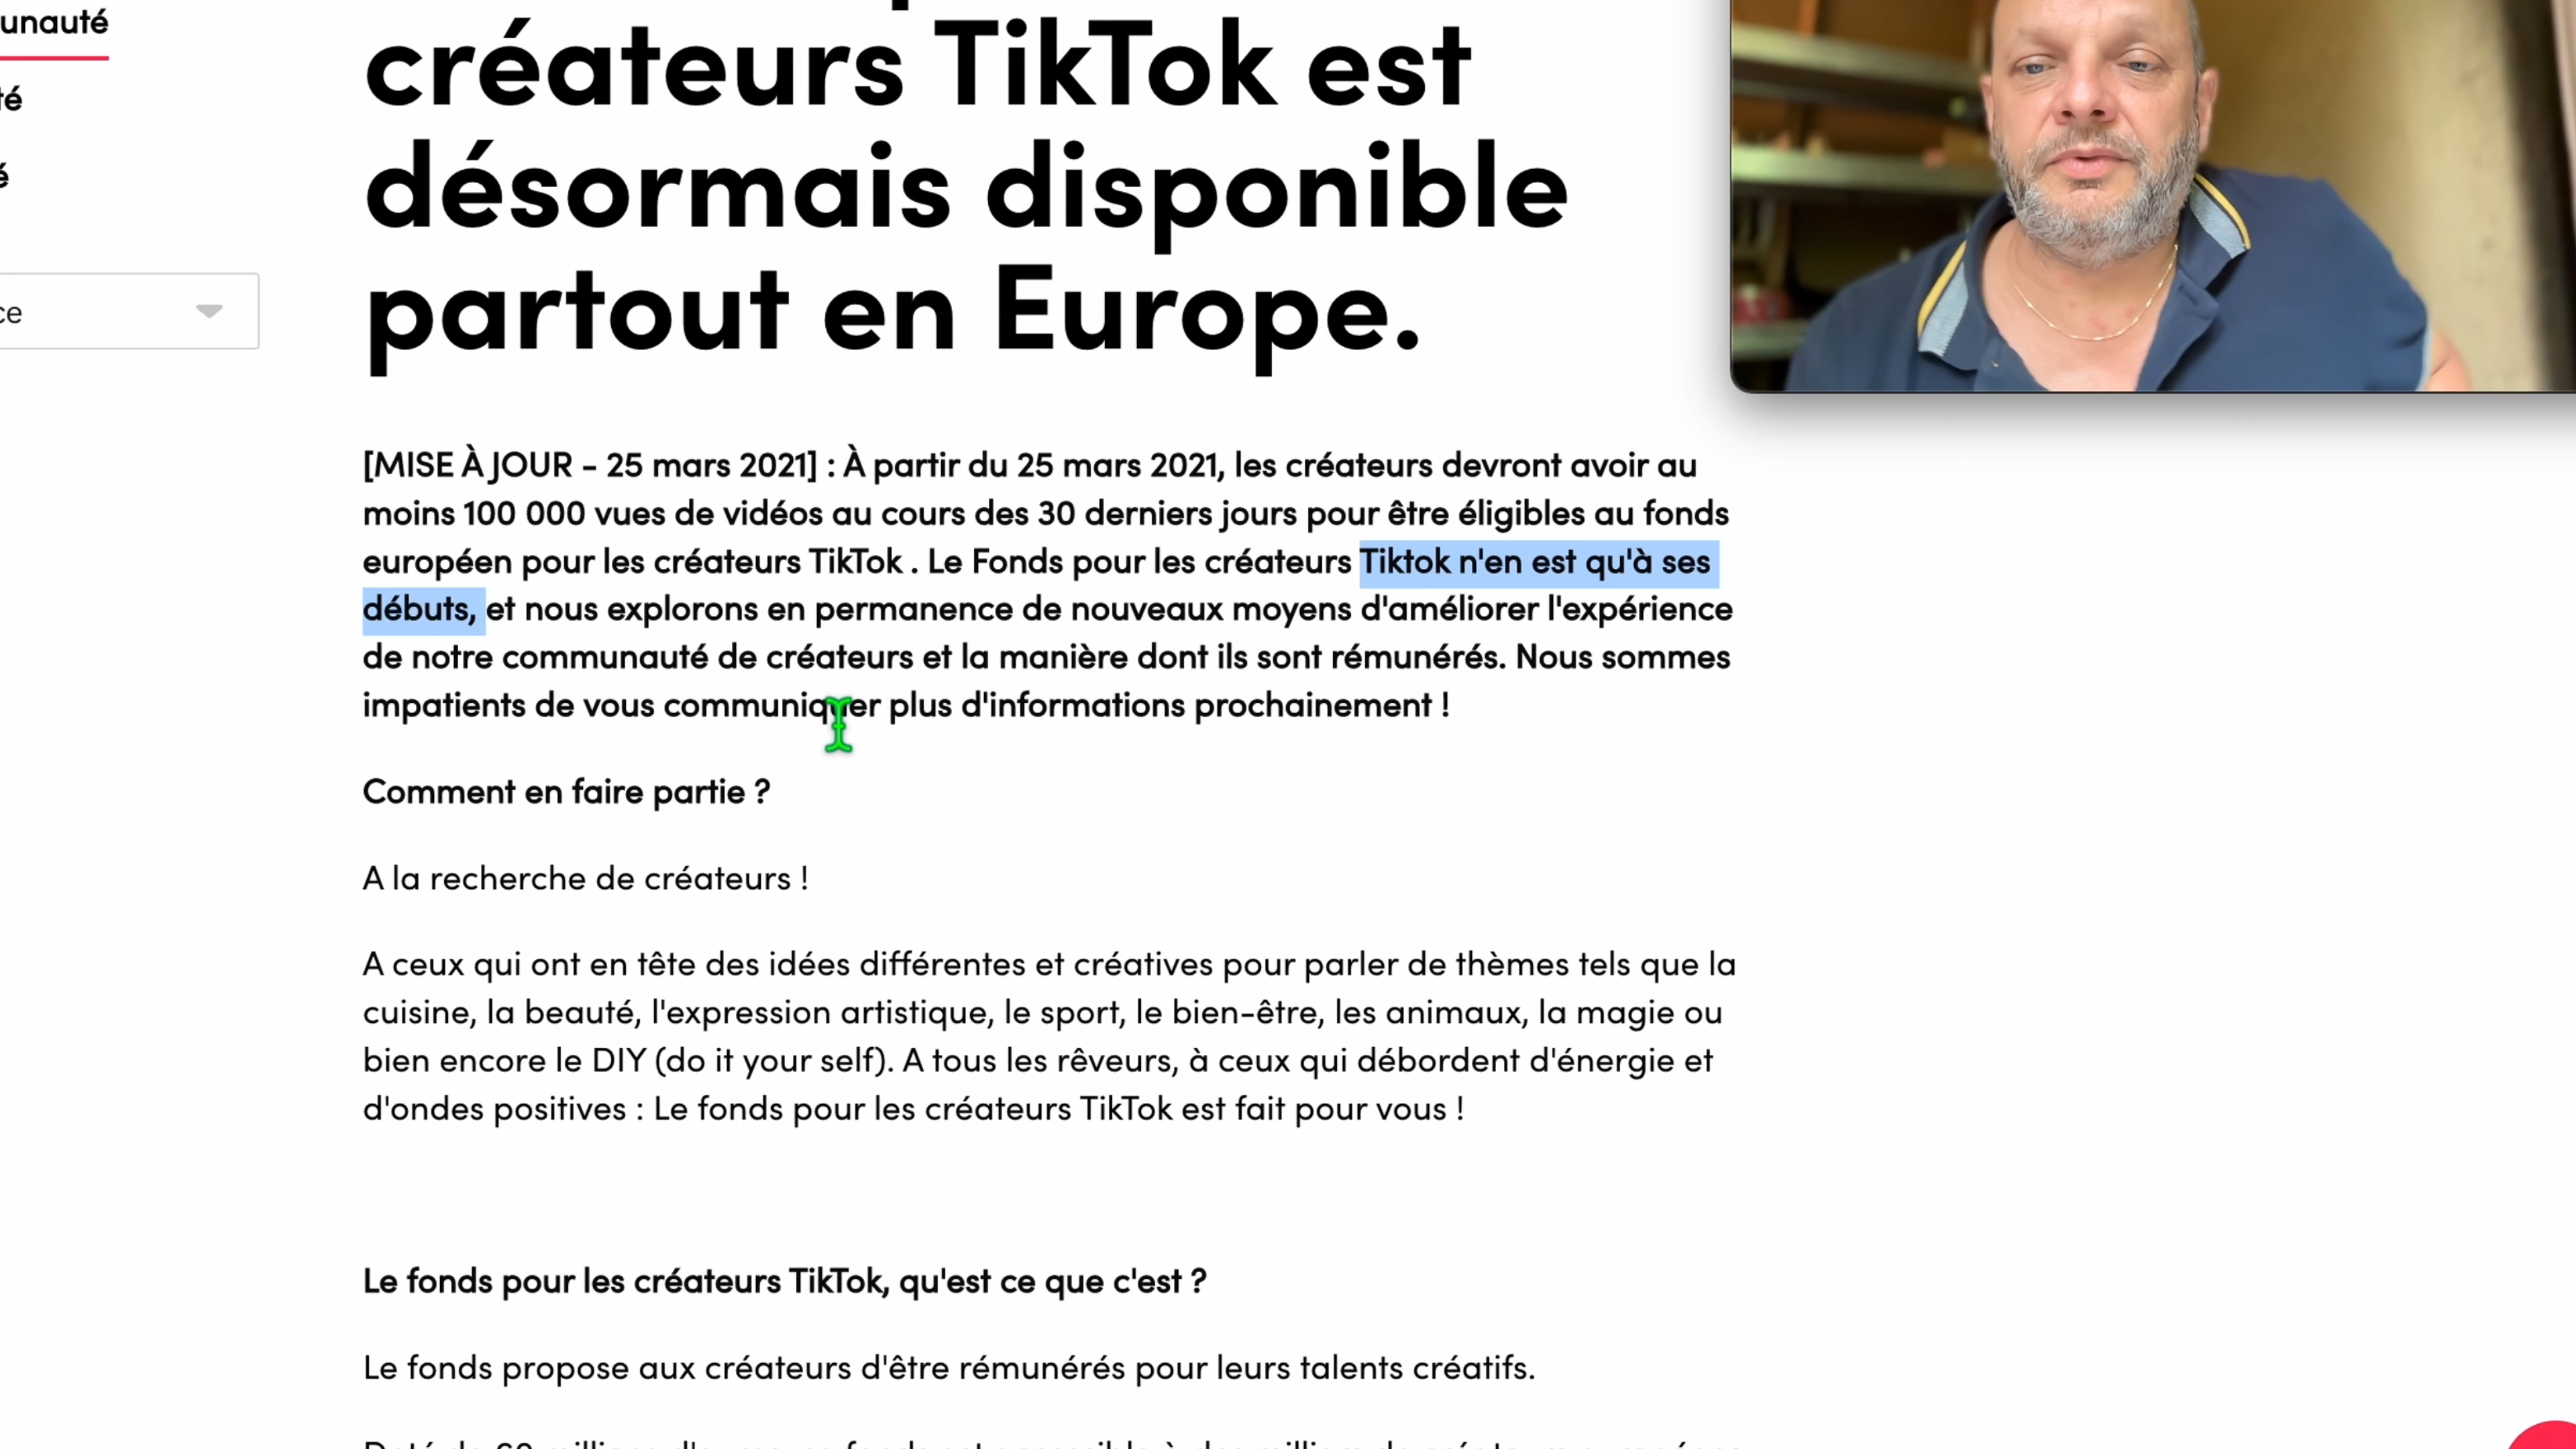 unauté
té
é
ce
créateurs TikTok est
désormais disponible
partout en Europe.
[MISE À JOUR - 25 mars 2021] : À partir du 25 mars 2021, les créateurs devront avoir au
moins 100 000 vues de vidéos au cours des 30 derniers jours pour être éligibles au fonds
européen pour les créateurs TikTok . Le Fonds pour les créateurs Tiktok n'en est qu'à ses
débuts, et nous explorons en permanence de nouveaux moyens d'améliorer l'expérience
de notre communauté de créateurs et la manière dont ils sont rémunérés. Nous sommes
impatients de vous communiquer plus d'informations prochainement !
Comment en faire partie ?
A la recherche de créateurs !
A ceux qui ont en tête des idées différentes et créatives pour parler de thèmes tels que la
cuisine, la beauté, l'expression artistique, le sport, le bien-être, les animaux, la magie ou
bien encore le DIY (do it your self). A tous les rêveurs, à ceux qui débordent d'énergie et
d'ondes positives : Le fonds pour les créateurs TikTok est fait pour vous !
Le fonds pour les créateurs TikTok, qu'est ce que c'est ?
Le fonds propose aux créateurs d'être rémunérés pour leurs talents créatifs.